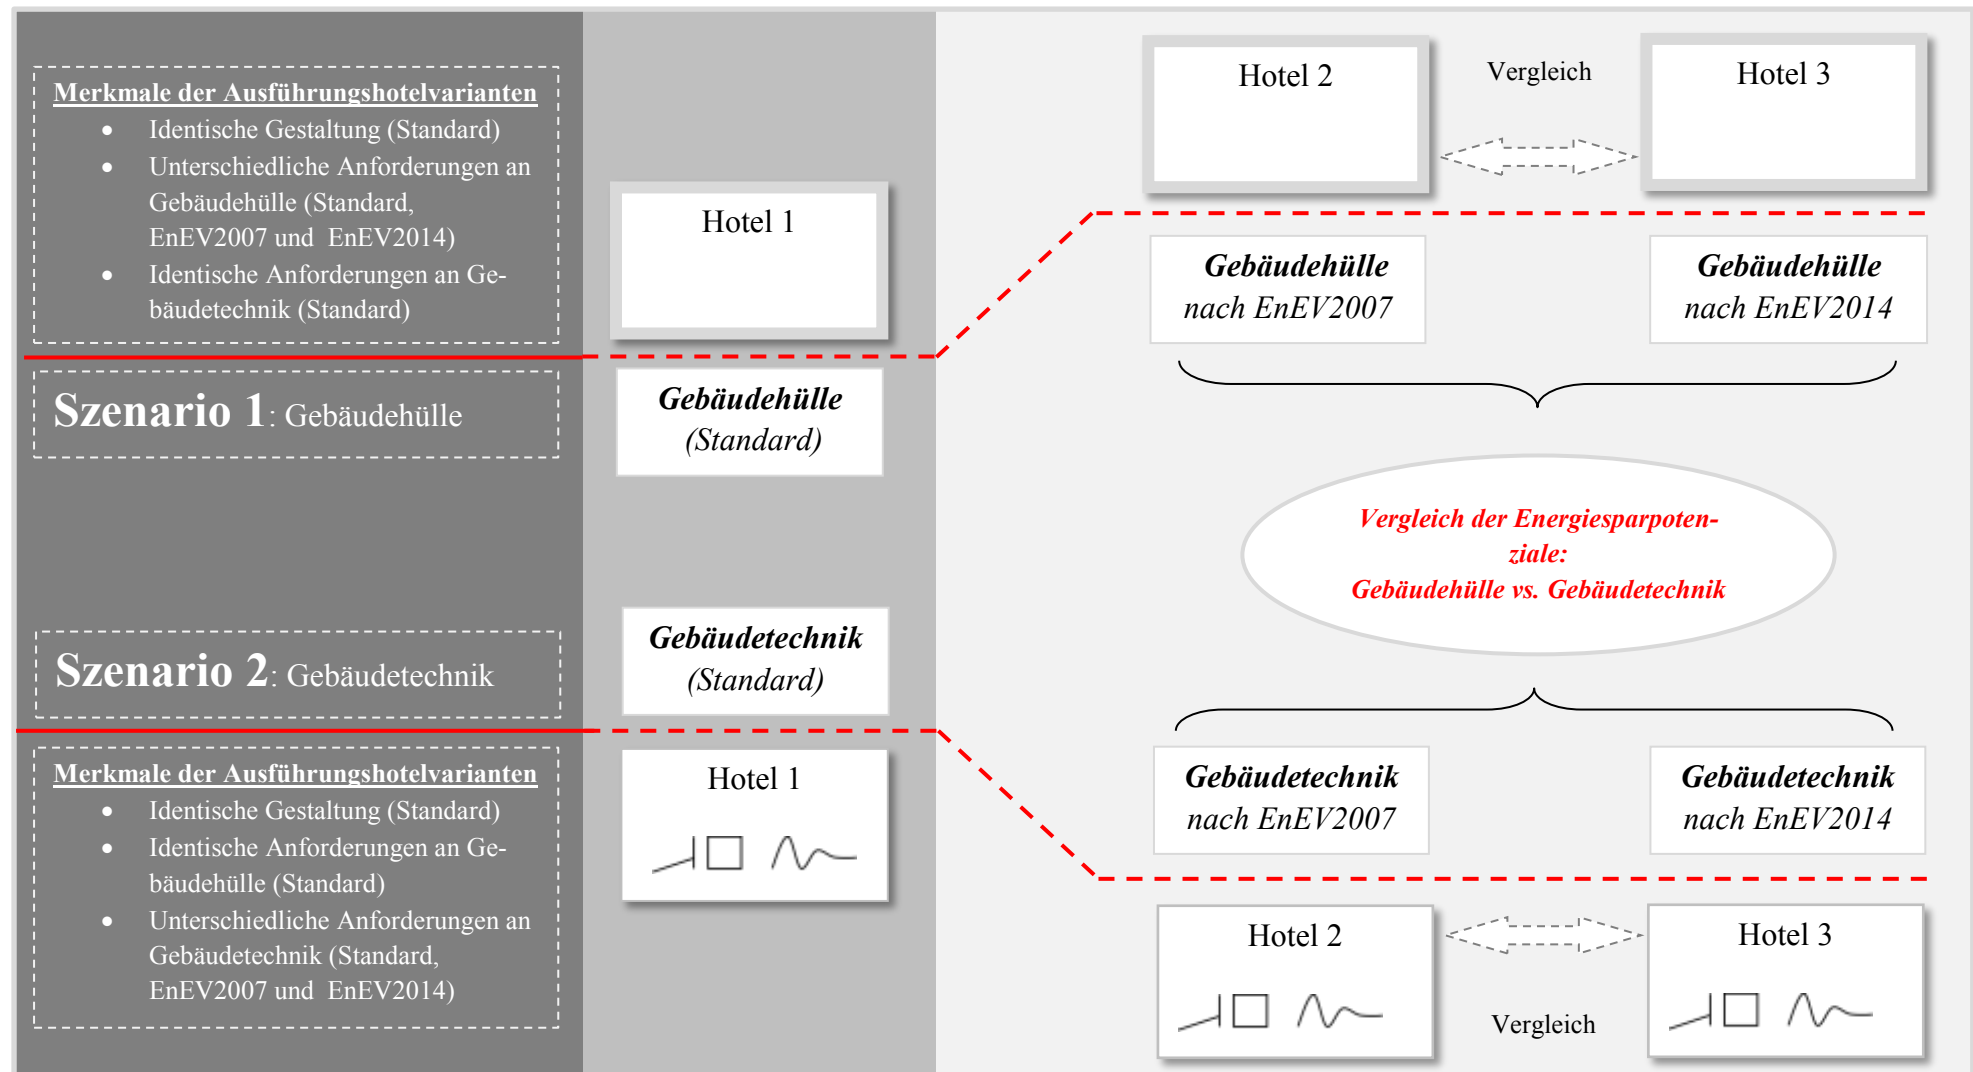 Merkmale der Ausführungshotelvarianten
• Identische Gestaltung (Standard)
• Unterschiedliche Anforderungen an
Gebäudehülle (Standard,
EnEV2007 und EnEV2014)
• Identische Anforderungen an Ge-
bäudetechnik (Standard)
Szenario 1: Gebäudehülle
Hotel 1
Gebäudehülle
(Standard)
Hotel 2
Vergleich
Hotel 3
Gebäudehülle
nach EnEV2007
Gebäudehülle
nach EnEV2014
Vergleich der Energiesparpoten-
ziale:
Gebäudehülle vs. Gebäudetechnik
Szenario 2: Gebäudetechnik
Merkmale der Ausführungshotelvarianten
• Identische Gestaltung (Standard)
• Identische Anforderungen an Ge-
bäudehülle (Standard)
• Unterschiedliche Anforderungen an
Gebäudetechnik (Standard,
EnEV2007 und EnEV2014)
Gebäudetechnik
(Standard)
Hotel 1
Gebäudetechnik
nach EnEV2007
Gebäudetechnik
nach EnEV2014
Hotel 2
Hotel 3
Vergleich